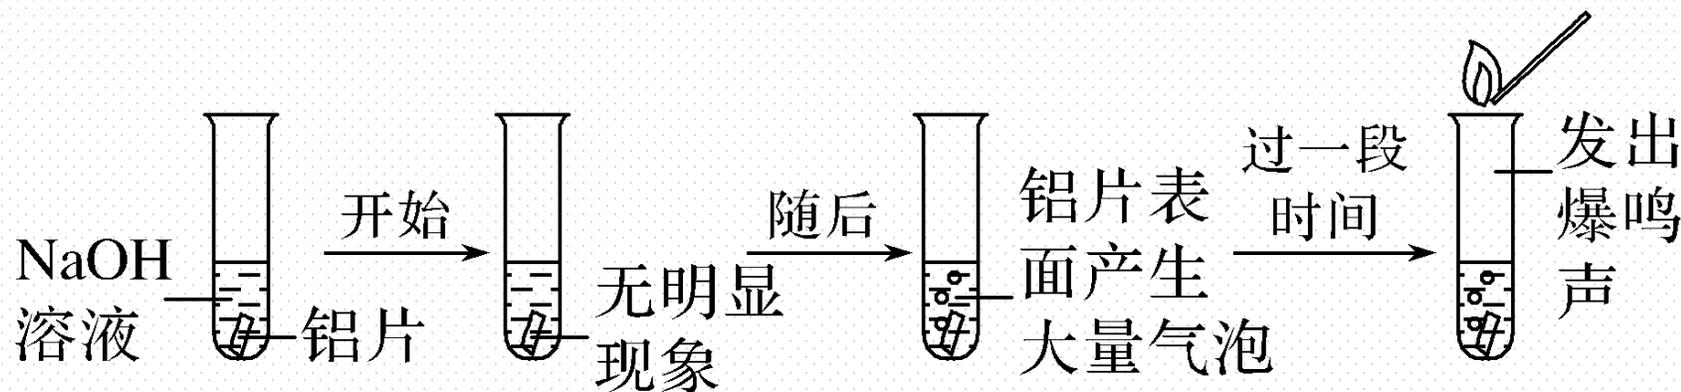 NaOH
溶液
铝片
开始
无明显
现象
随后
铝片表
面产生
大量气泡
过一段
时间
发出
爆鸣
声